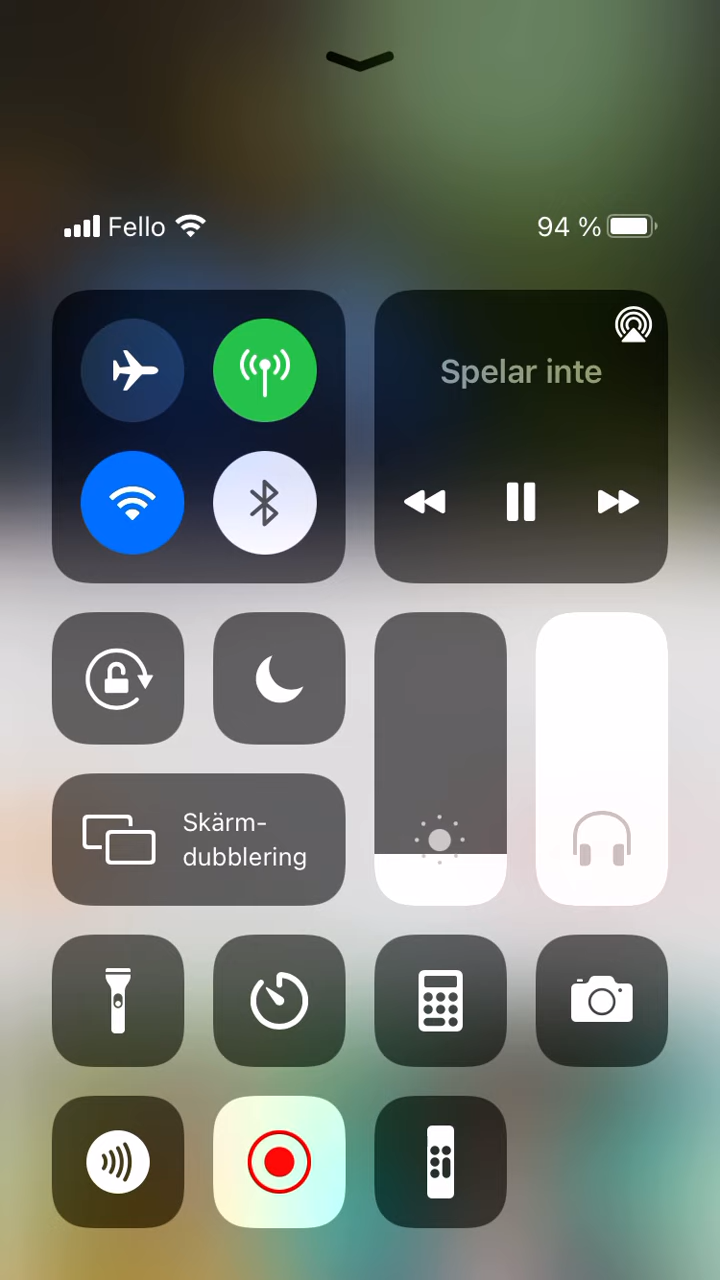 Fello 94 %
Spelar inte
Skärm-
dubblering